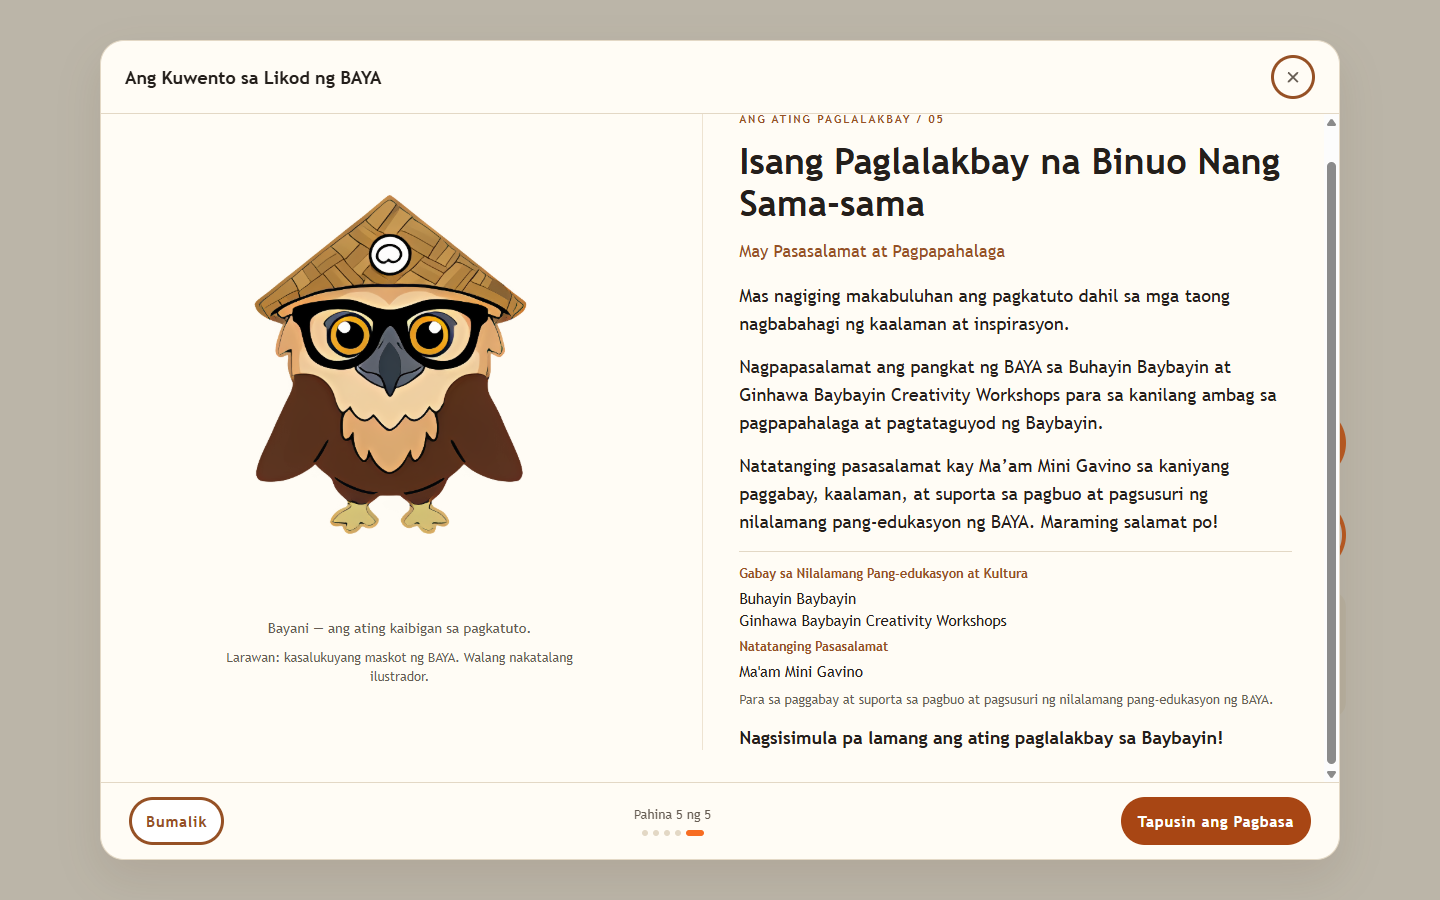 Ang Kuwento sa Likod ng BAYA
ANG ATING PAGLALAKBAY / 05
Isang Paglalakbay na Binuo Nang
Sama-sama
May Pasasalamat at Pagpapahalaga
Mas nagiging makabuluhan ang pagkatuto dahil sa mga taong
nagbabahagi ng kaalaman at inspirasyon.
Nagpapasalamat ang pangkat ng BAYA sa Buhayin Baybayin at
Ginhawa Baybayin Creativity Workshops para sa kanilang ambag sa
pagpapahalaga at pagtataguyod ng Baybayin.
Natatanging pasasalamat kay Ma’am Mini Gavino sa kaniyang
paggabay, kaalaman, at suporta sa pagbuo at pagsusuri ng
nilalamang pang-edukasyon ng BAYA. Maraming salamat po!
Gabay sa Nilalamang Pang-edukasyon at Kultura
Buhayin Baybayin
Ginhawa Baybayin Creativity Workshops
Natatanging Pasasalamat
Ma'am Mini Gavino
Para sa paggabay at suporta sa pagbuo at pagsusuri ng nilalamang pang-edukasyon ng BAYA.
Nagsisimula pa lamang ang ating paglalakbay sa Baybayin!
Bayani — ang ating kaibigan sa pagkatuto.
Larawan: kasalukuyang maskot ng BAYA. Walang nakatalang
ilustrador.
Bumalik
Pahina 5 ng 5
Tapusin ang Pagbasa